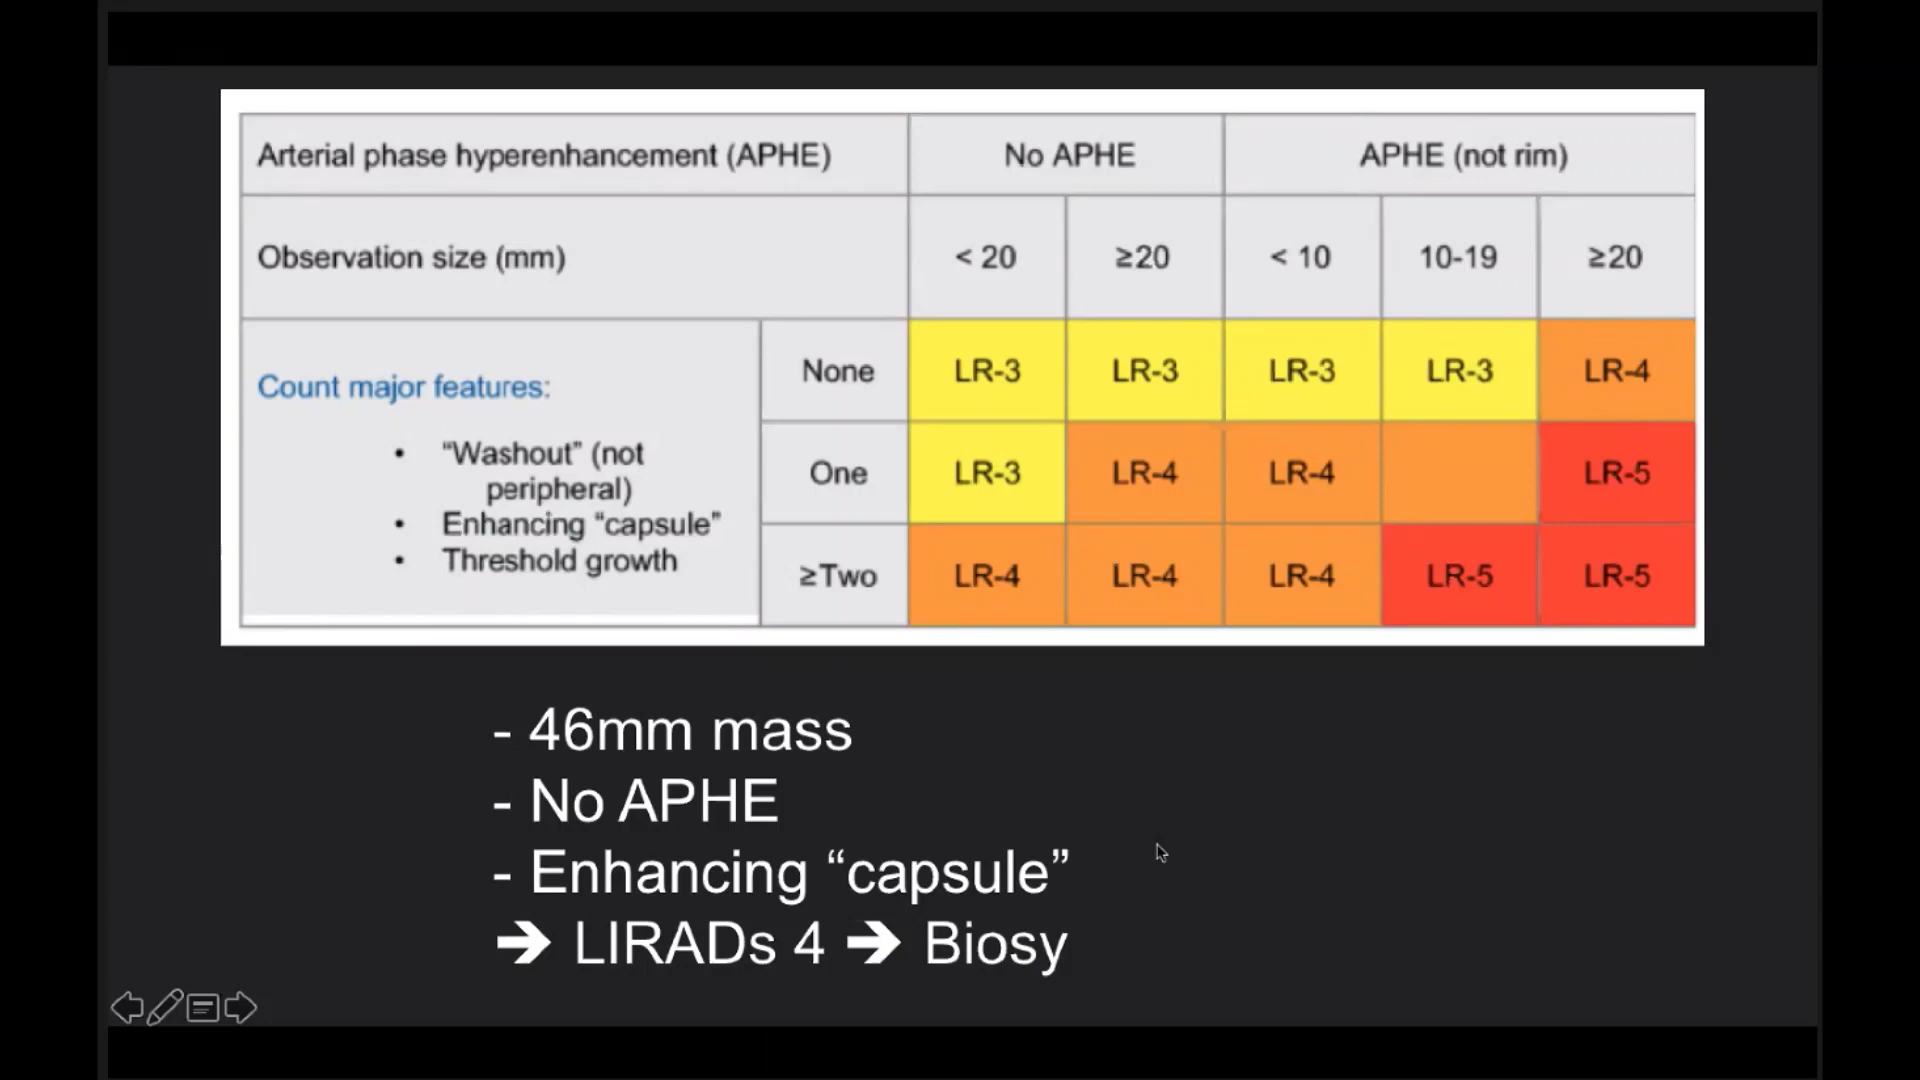 Arterial phase hyperenhancement (APHE) No APHE APHE (not rim)
Observation size (mm) < 20 ≥20 < 10 10-19 ≥20
Count major features:
• “Washout” (not
peripheral)
• Enhancing “capsule”
• Threshold growth
None LR-3 LR-3 LR-3 LR-3 LR-4
One LR-3 LR-4 LR-4 LR-5
≥Two LR-4 LR-4 LR-4 LR-5 LR-5
- 46mm mass
- No APHE
- Enhancing “capsule”
➔ LIRADs 4 ➔ Biosy